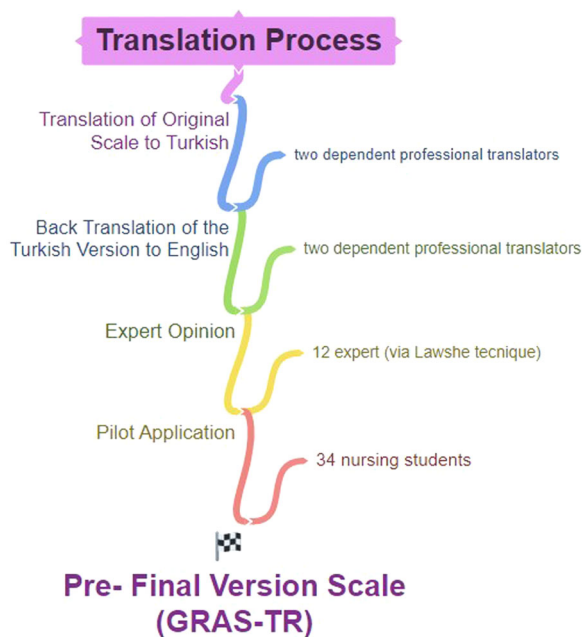 Translation Process
Translation of Original
Scale to Turkish
two dependent professional translators
Back Translation of the
Turkish Version to English
two dependent professional translators
Expert Opinion
12 expert (via Lawshe tecnique)
Pilot Application
34 nursing students
Pre- Final Version Scale
(GRAS-TR)